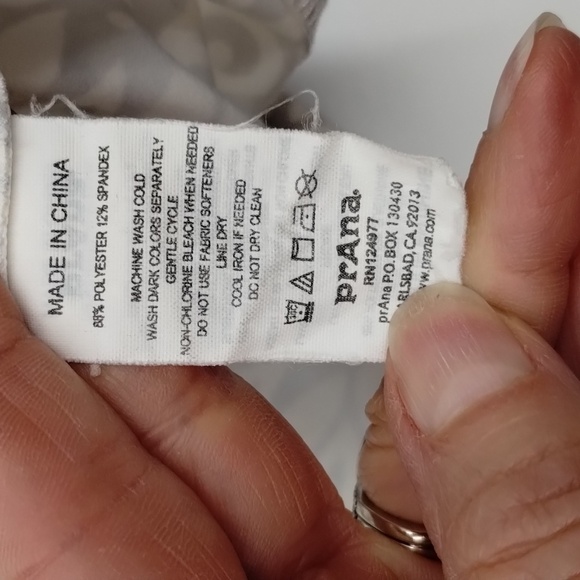 MADE IN CHINA
88% POLYESTER 12% SPANDEX
MACHINE WASH COLD
WASH DARK COLORS SEPARATELY
GENTLE CYCLE
NON-CHLORINE BLEACH WHEN NEEDED
DO NOT USE FABRIC SOFTENERS
LINE DRY
COOL IRON IF NEEDED
DO NOT DRY CLEAN
prAna.
RN124977
prAna P.O. BOX 130430
RLSBAD, CA. 92013
www.prana.com